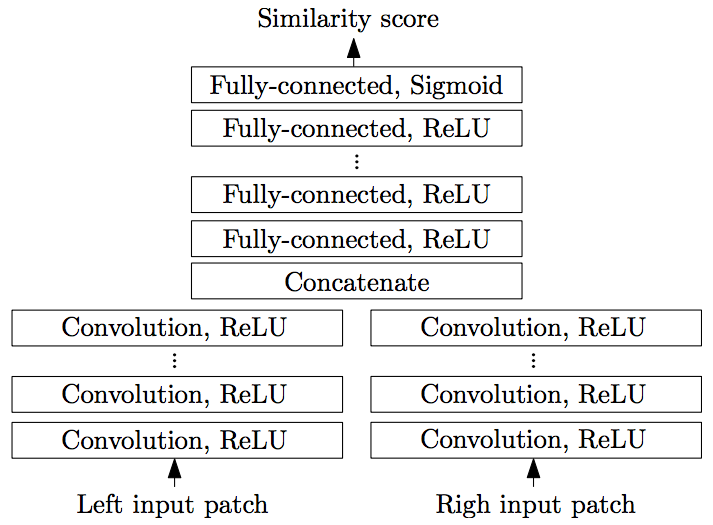 Similarity score
Fully-connected, Sigmoid
Fully-connected, ReLU
Fully-connected, ReLU
Fully-connected, ReLU
Concatenate
Convolution, ReLU Convolution, ReLU
Convolution, ReLU Convolution, ReLU
Convolution, ReLU Convolution, ReLU
Left input patch Righ input patch